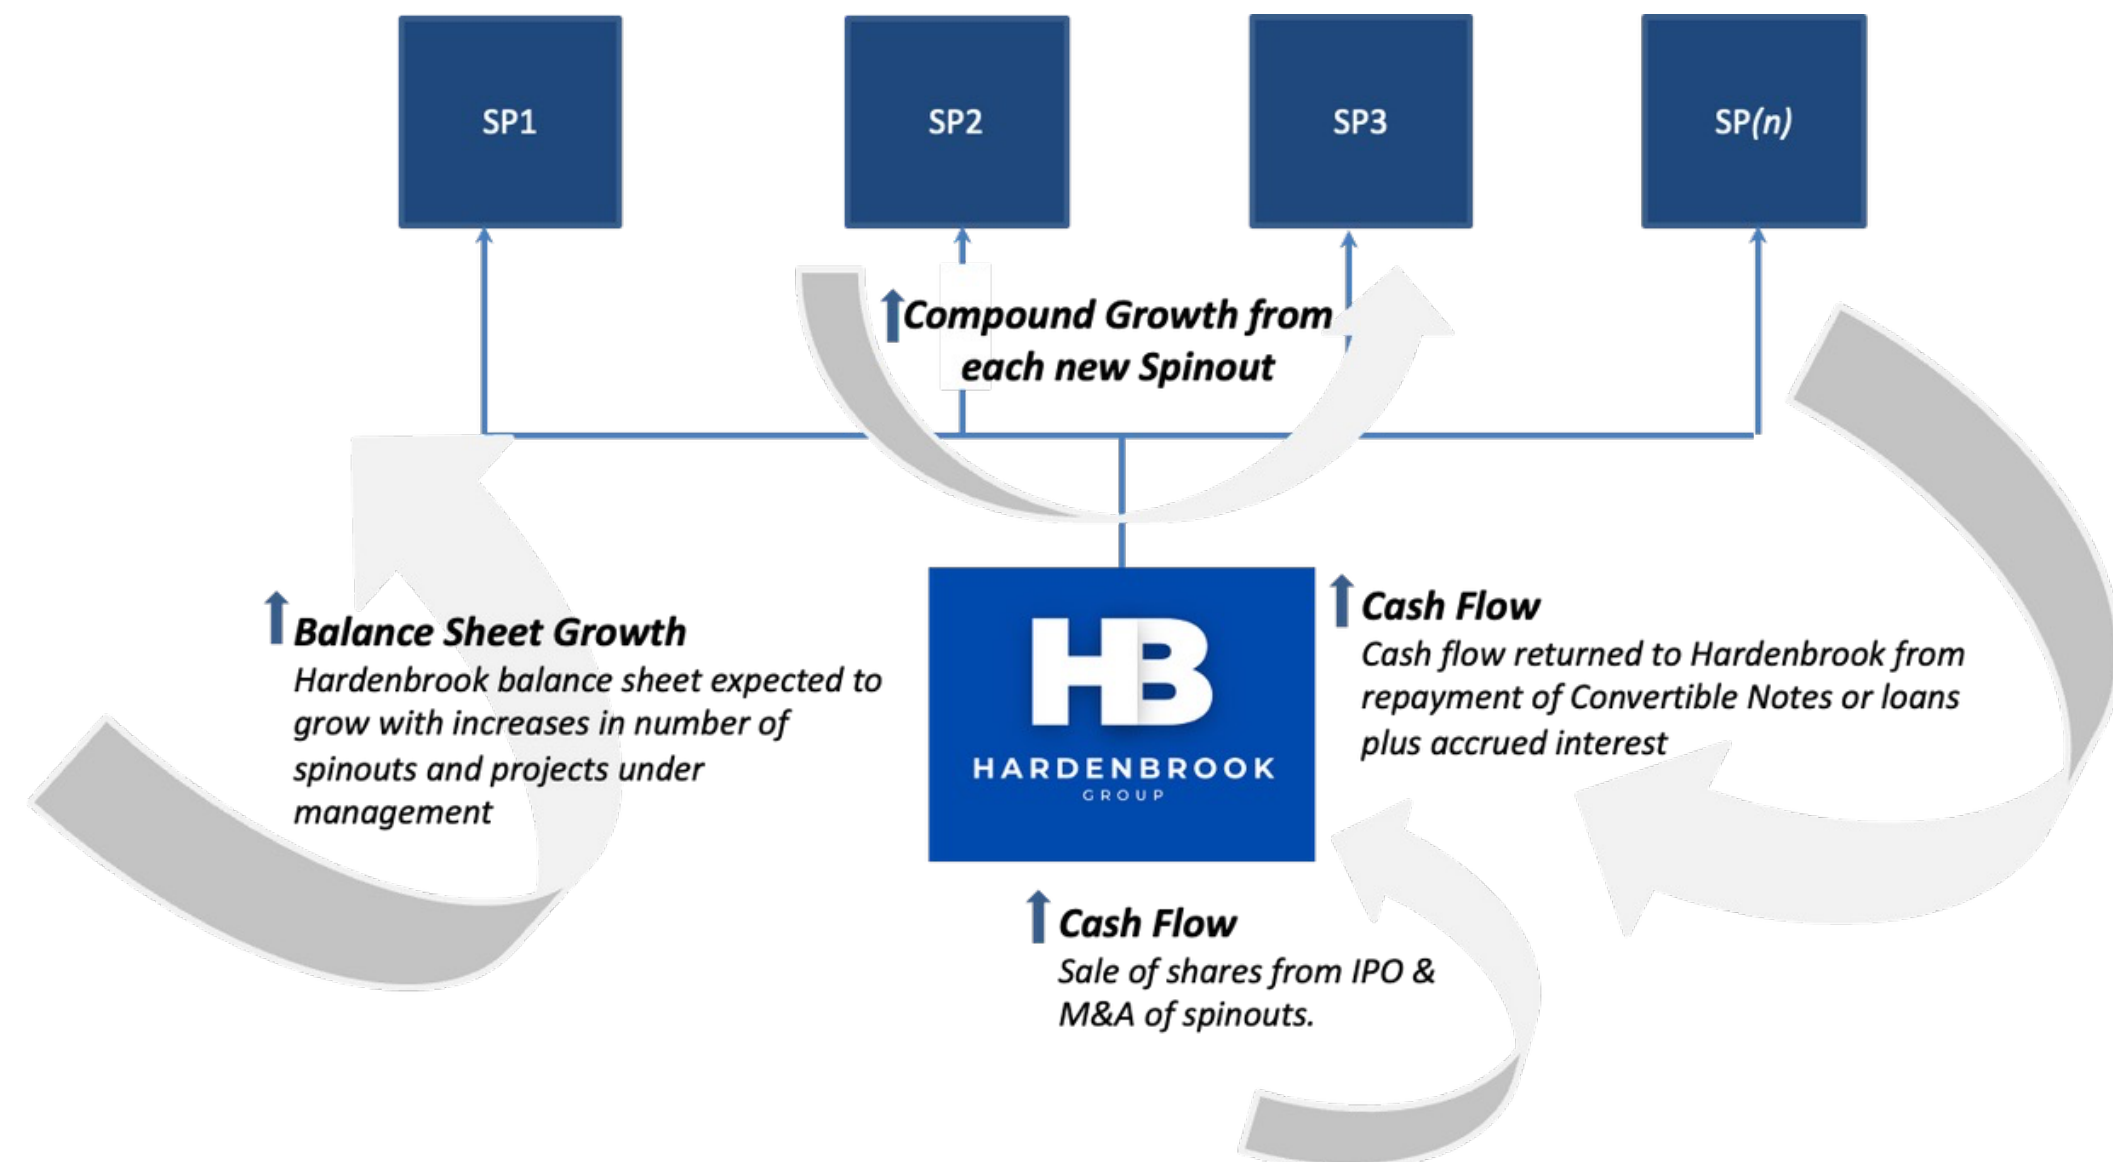 SP1
SP2
SP3
SP(n)
Compound Growth from
each new Spinout
Balance Sheet Growth
Hardenbrook balance sheet expected to
grow with increases in number of
spinouts and projects under
management
HB
HARDENBROOK
GROUP
Cash Flow
Cash flow returned to Hardenbrook from
repayment of Convertible Notes or loans
plus accrued interest
Cash Flow
Sale of shares from IPO &
M&A of spinouts.